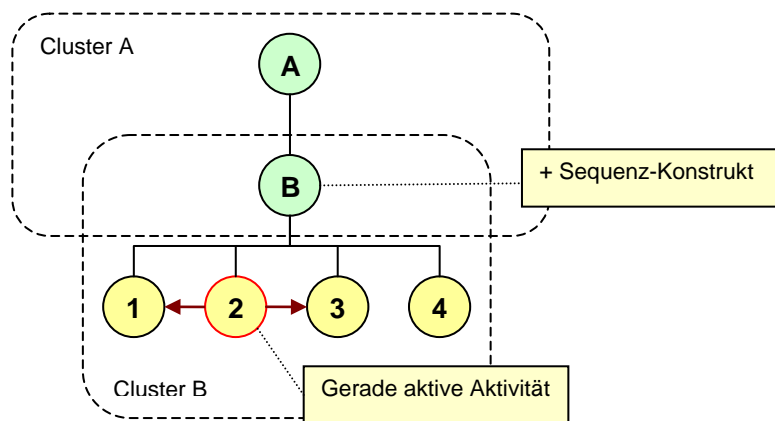 Cluster A
A
B
+ Sequenz-Konstrukt
1
2
3
4
Cluster B
Gerade aktive Aktivität